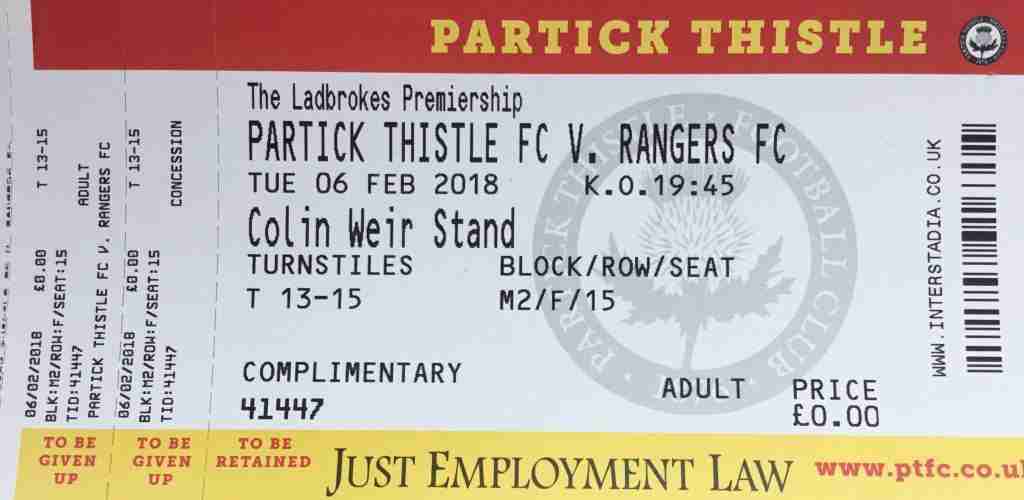 PARTICK THISTLE
The Ladbrokes Premiership
PARTICK THISTLE FC V. RANGERS FC
TUE 06 FEB 2018 K.O.19:45
Colin Weir Stand
TURNSTILES BLOCK/ROW/SEAT
T 13-15 M2/F/15
COMPLIMENTARY ADULT PRICE
41447 £0.00
PARTICK THISTLE FOOTBALL CLUB
WWW.INTERSTADIA.CO.UK
06/02/2018 £0.00 T 13-15
BLK:M2/ROW:F/SEAT:15
TID:41447 ADULT
PARTICK THISTLE FC V. RANGERS FC
06/02/2018 £0.00 T 13-15
BLK:M2/ROW:F/SEAT:15
TID:41447 CONCESSION
TO BE
GIVEN
UP
TO BE
GIVEN
UP
TO BE
RETAINED
JUST EMPLOYMENT LAW
www.ptfc.co.u